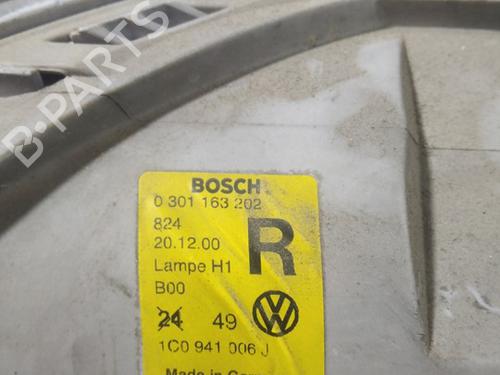 B-PARTS
BOSCH
0 301 163 202
824
20.12.00
R
Lampe H1
B00
24 49
1C0 941 006 J
Made in